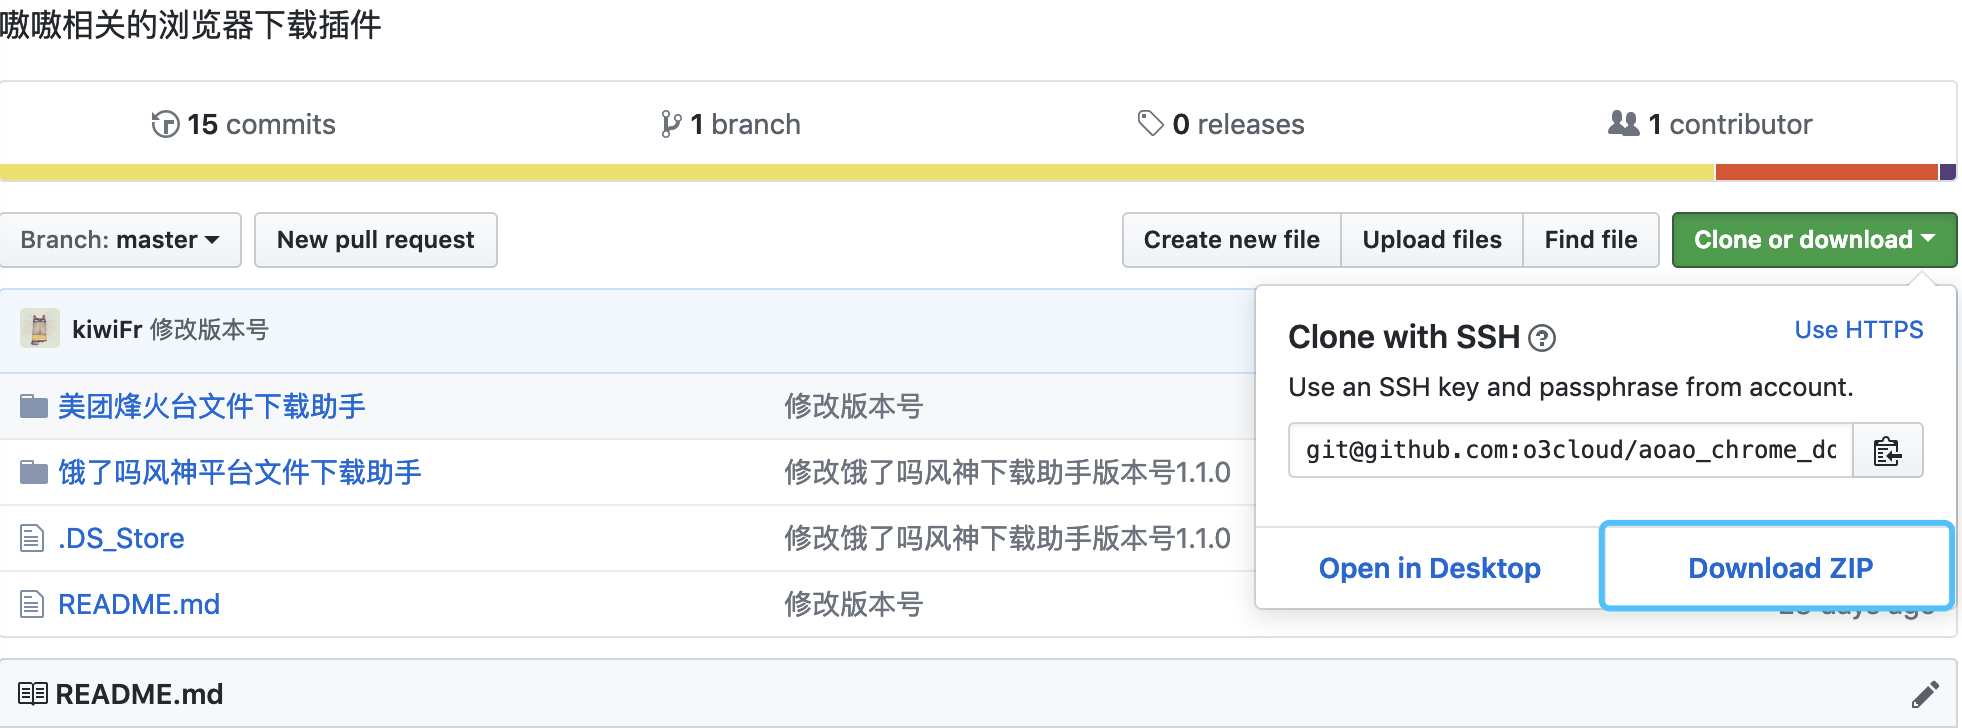 嗷嗷相关的浏览器下载插件
15 commits
1 branch
0 releases
1 contributor
Branch: master
New pull request
Create new file
Upload files
Find file
Clone or download
kiwiFr 修改版本号
Clone with SSH
Use HTTPS
Use an SSH key and passphrase from account.
git@github.com:o3cloud/aoao_chrome_dc
Open in Desktop
Download ZIP
美团烽火台文件下载助手 修改版本号
饿了吗风神平台文件下载助手 修改饿了吗风神下载助手版本号1.1.0
.DS_Store 修改饿了吗风神下载助手版本号1.1.0
README.md 修改版本号
days ago
README.md